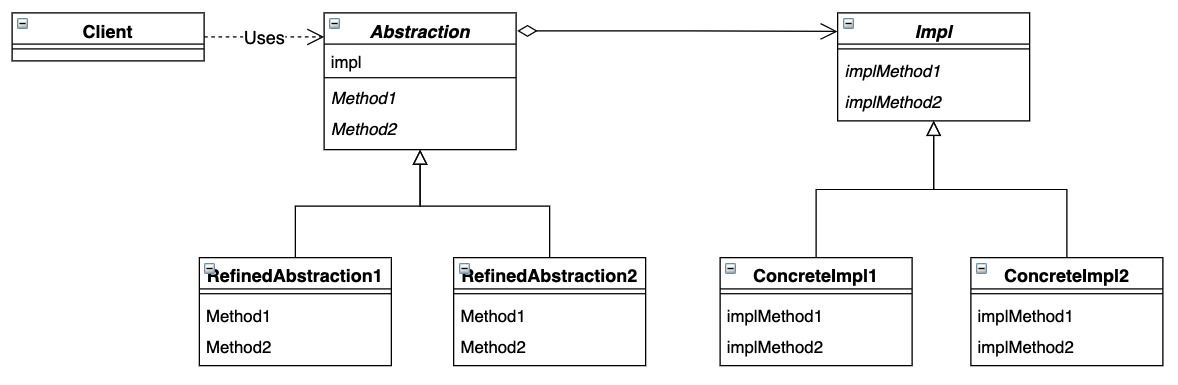 Client
Uses
Abstraction
impl
Method1
Method2
Impl
implMethod1
implMethod2
RefinedAbstraction1
Method1
Method2
RefinedAbstraction2
Method1
Method2
ConcreteImpl1
implMethod1
implMethod2
ConcreteImpl2
implMethod1
implMethod2